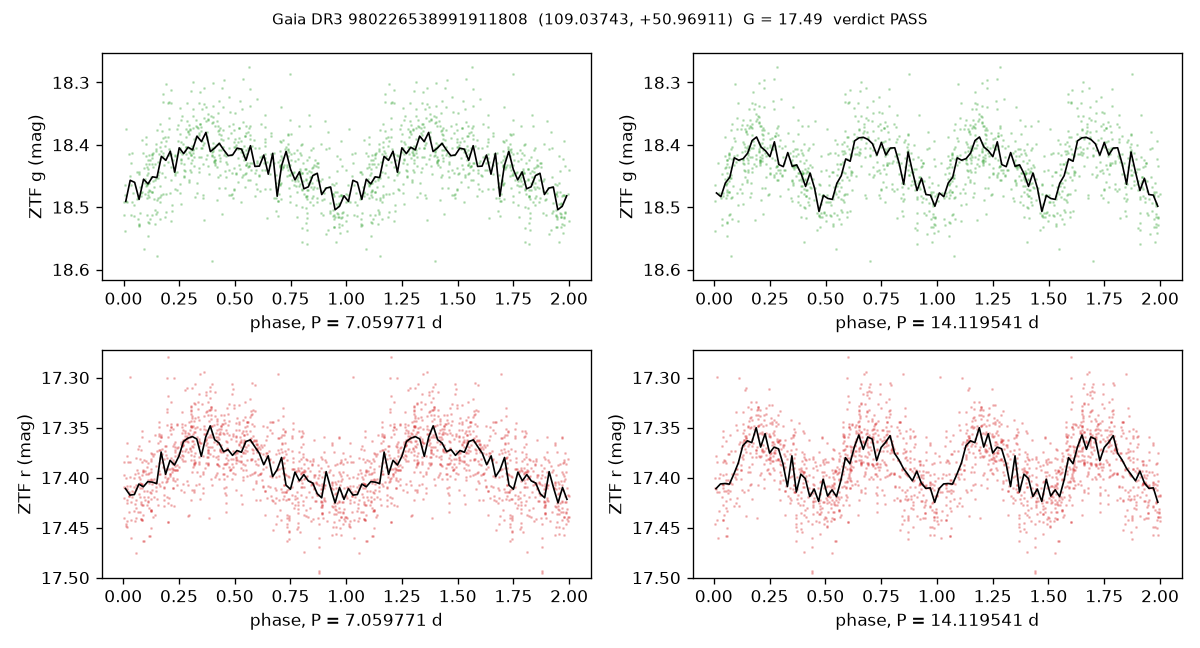 Gaia DR3 980226538991911808 (109.03743, +50.96911) G = 17.49 verdict PASS
ZTF g (mag)
18.3
18.4
18.5
18.6
0.00 0.25 0.50 0.75 1.00 1.25 1.50 1.75 2.00
phase, P = 7.059771 d
ZTF g (mag)
18.3
18.4
18.5
18.6
0.00 0.25 0.50 0.75 1.00 1.25 1.50 1.75 2.00
phase, P = 14.119541 d
ZTF r (mag)
17.30
17.35
17.40
17.45
17.50
0.00 0.25 0.50 0.75 1.00 1.25 1.50 1.75 2.00
phase, P = 7.059771 d
ZTF r (mag)
17.30
17.35
17.40
17.45
17.50
0.00 0.25 0.50 0.75 1.00 1.25 1.50 1.75 2.00
phase, P = 14.119541 d